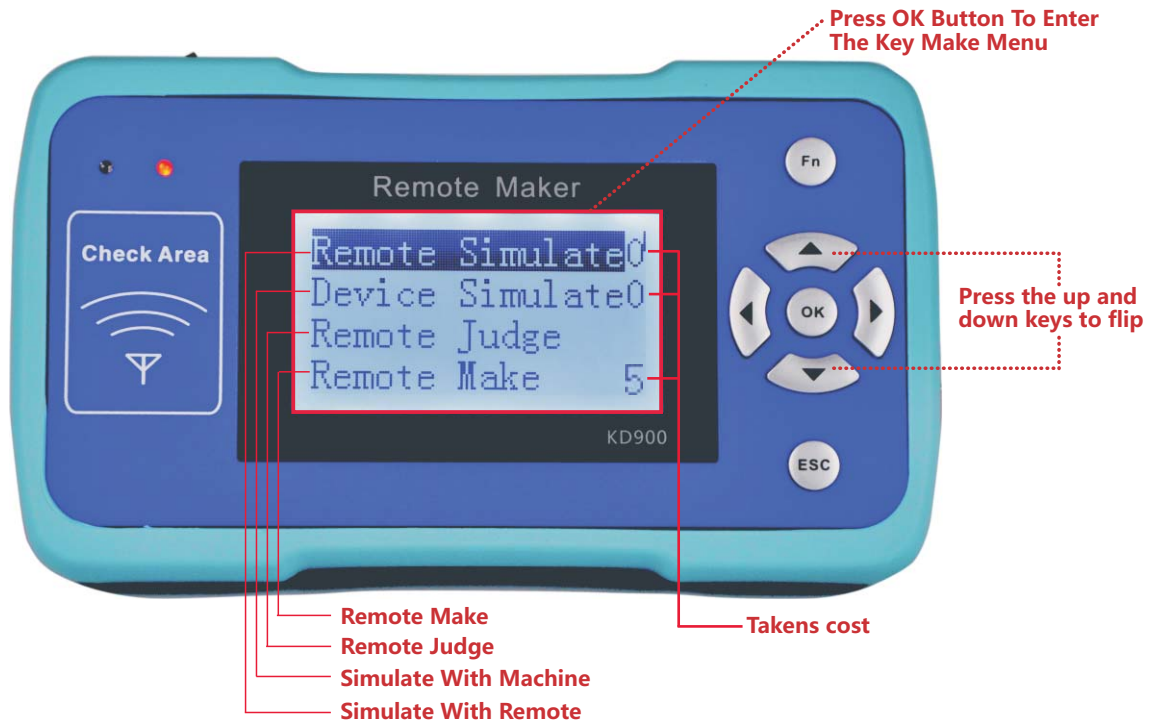 Press OK Button To Enter
The Key Make Menu
Fn
Remote Maker
Check Area
Remote Simulate0
Device Simulate0
Remote Judge
Remote Make 5
OK
Press the up and
down keys to flip
KD900
ESC
Remote Make
Takens cost
Remote Judge
Simulate With Machine
Simulate With Remote